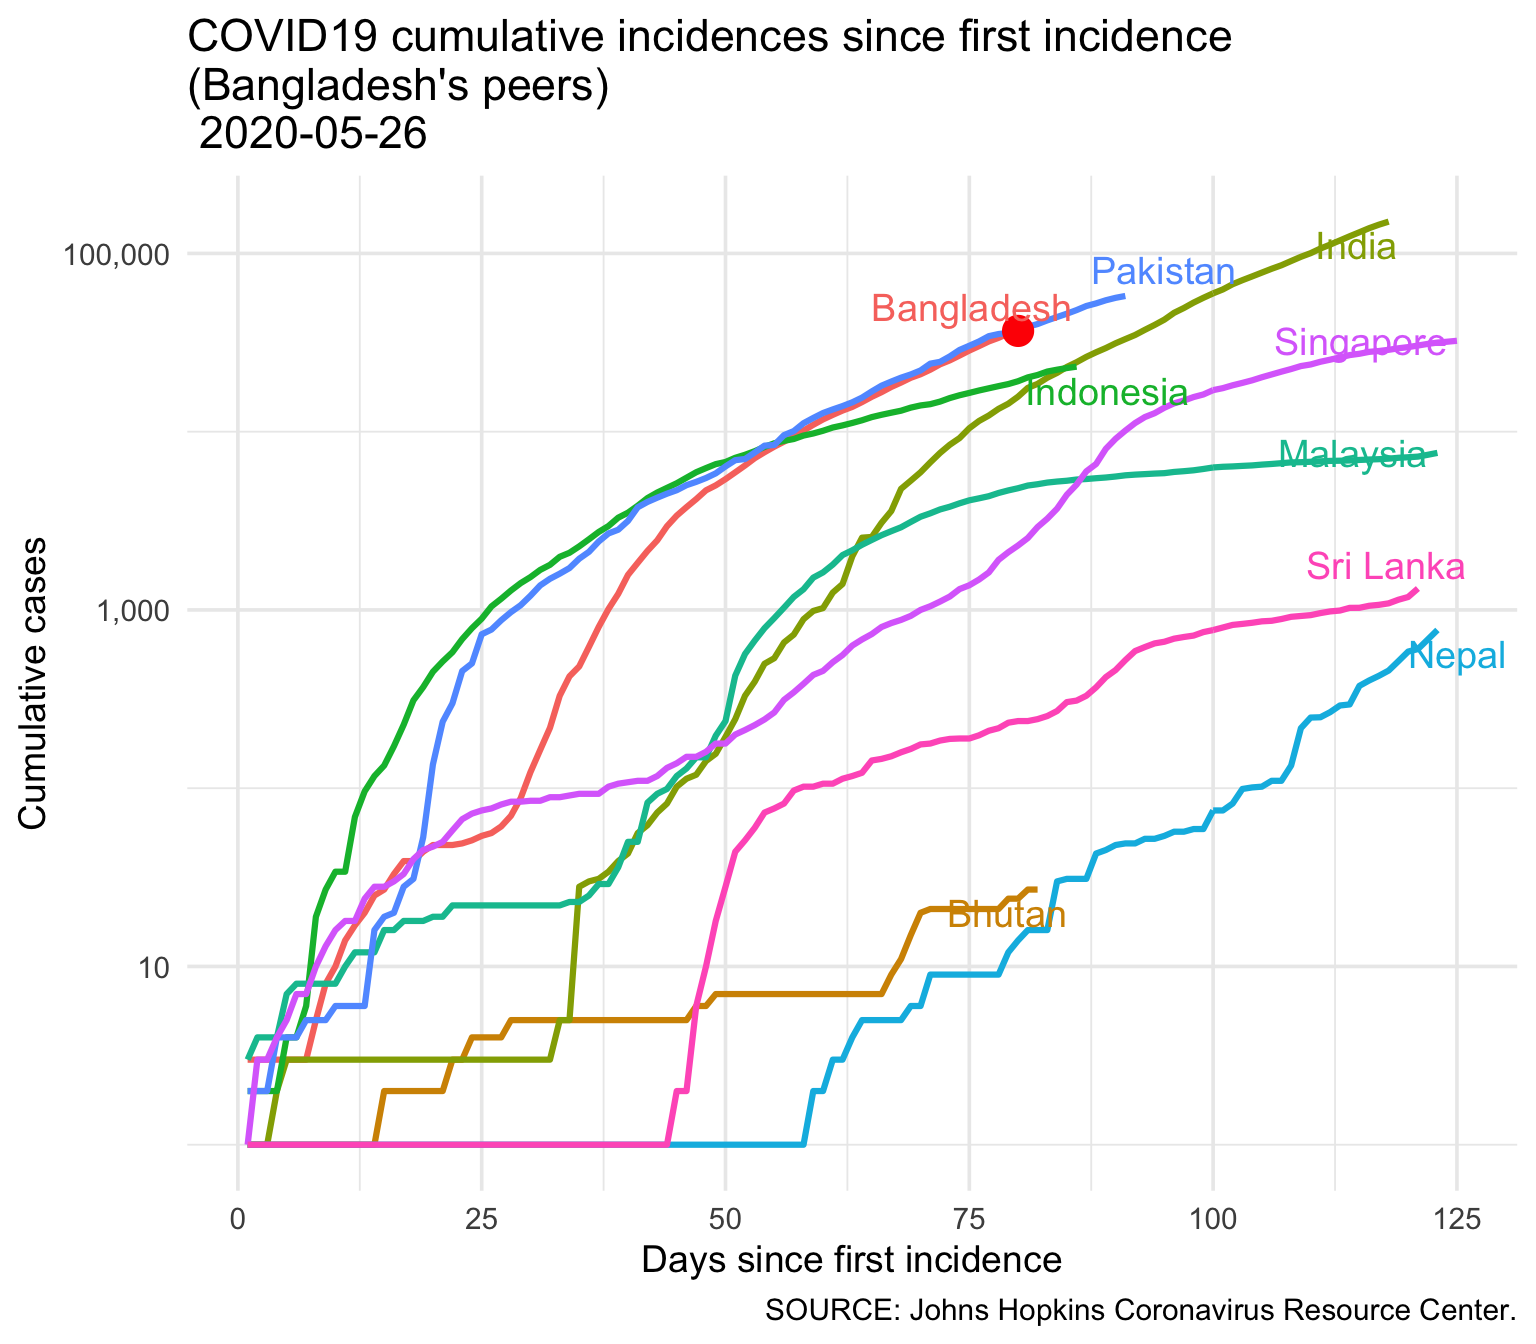 COVID19 cumulative incidences since first incidence
(Bangladesh's peers)
2020-05-26
100,000
1,000
10
Cumulative cases
India
Pakistan
Bangladesh
Singapore
Indonesia
Malaysia
Sri Lanka
Nepal
Bhutan
0 25 50 75 100 125
Days since first incidence
SOURCE: Johns Hopkins Coronavirus Resource Center.